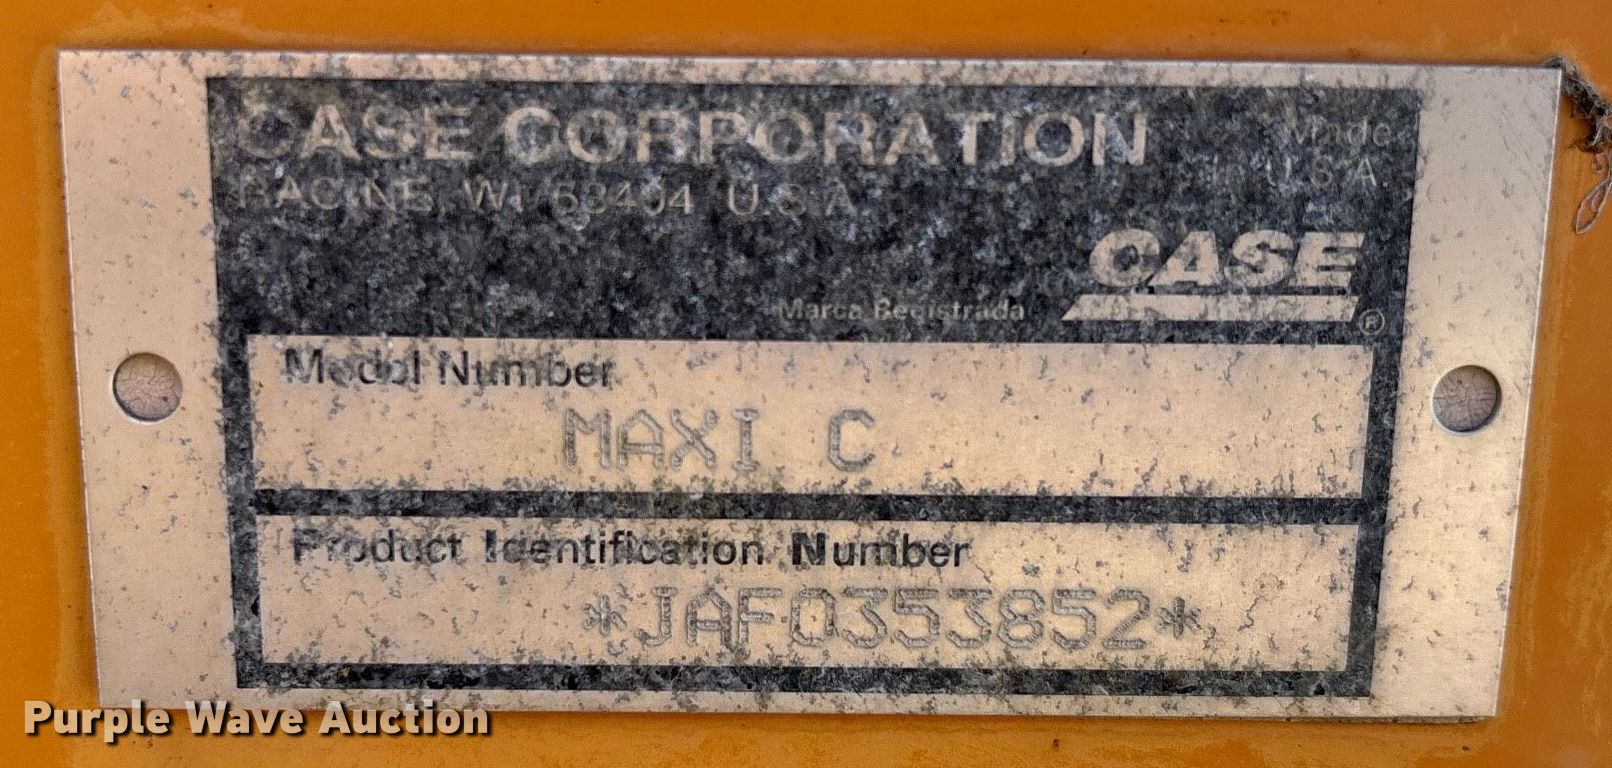 CASE CORPORATION
Made
U.S.A.
RACINE, WI 53404 U.S.A.
CASE
Marca Registrada
®
Model Number
MAXI C
Product Identification Number
*JAF0353852*
Purple Wave Auction